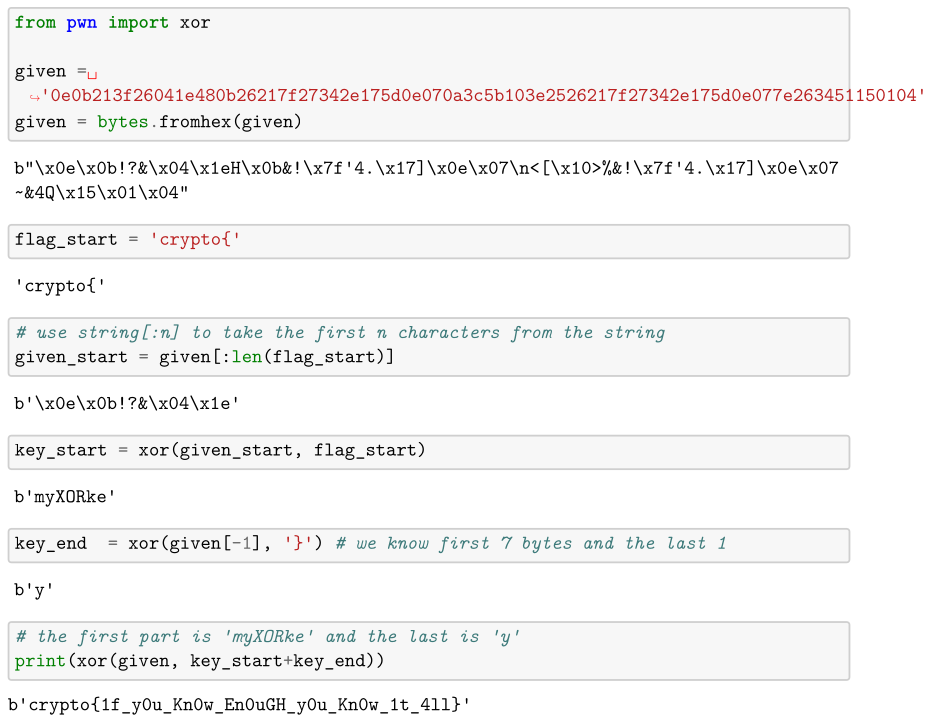 from pwn import xor
given =␣
↪'0e0b213f26041e480b26217f27342e175d0e070a3c5b103e2526217f27342e175d0e077e263451150104'
given = bytes.fromhex(given)
b"\x0e\x0b!?&\x04\x1eH\x0b&!\x7f'4.\x17]\x0e\x07\n<[\x10>%&!\x7f'4.\x17]\x0e\x07
~&4Q\x15\x01\x04"
flag_start = 'crypto{'
'crypto{'
# use string[:n] to take the first n characters from the string
given_start = given[:len(flag_start)]
b'\x0e\x0b!?&\x04\x1e'
key_start = xor(given_start, flag_start)
b'myXORke'
key_end  = xor(given[-1], '}') # we know first 7 bytes and the last 1
b'y'
# the first part is 'myXORke' and the last is 'y'
print(xor(given, key_start+key_end))
b'crypto{1f_y0u_Kn0w_En0uGH_y0u_Kn0w_1t_4ll}'